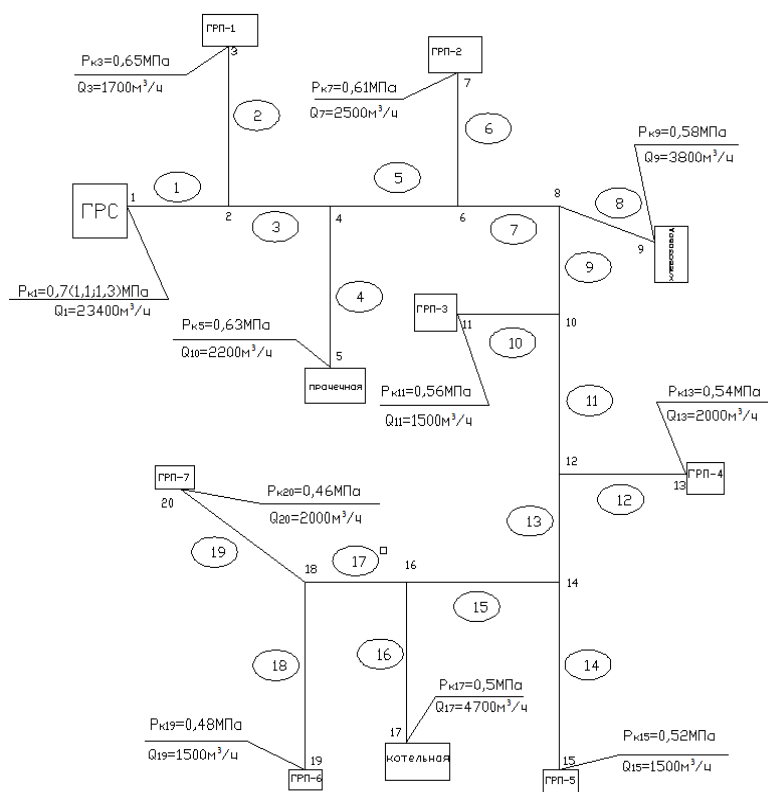 ГРП-1
3
Рк3=0,65МПа
Q3=1700м³/ч
2
ГРП-2
7
Рк7=0,61МПа
Q7=2500м³/ч
6
Рк9=0,58МПа
Q9=3800м³/ч
1
ГРС
1
2
3
4
5
6
7
8
8
9
9
Рк1=0,7(1,1;1,3)МПа
Q1=23400м³/ч
4
Рк5=0,63МПа
Q10=2200м³/ч
5
прачечная
ГРП-3
11
10
10
Рк11=0,56МПа
Q11=1500м³/ч
11
Рк13=0,54МПа
Q13=2000м³/ч
12
13
ГРП-4
12
ГРП-7
20
Рк20=0,46МПа
Q20=2000м³/ч
13
19
17
18
16
15
14
18
16
14
Рк17=0,5МПа
Q17=4700м³/ч
17
котельная
Рк19=0,48МПа
Q19=1500м³/ч
19
ГРП-6
Рк15=0,52МПа
Q15=1500м³/ч
15
ГРП-5